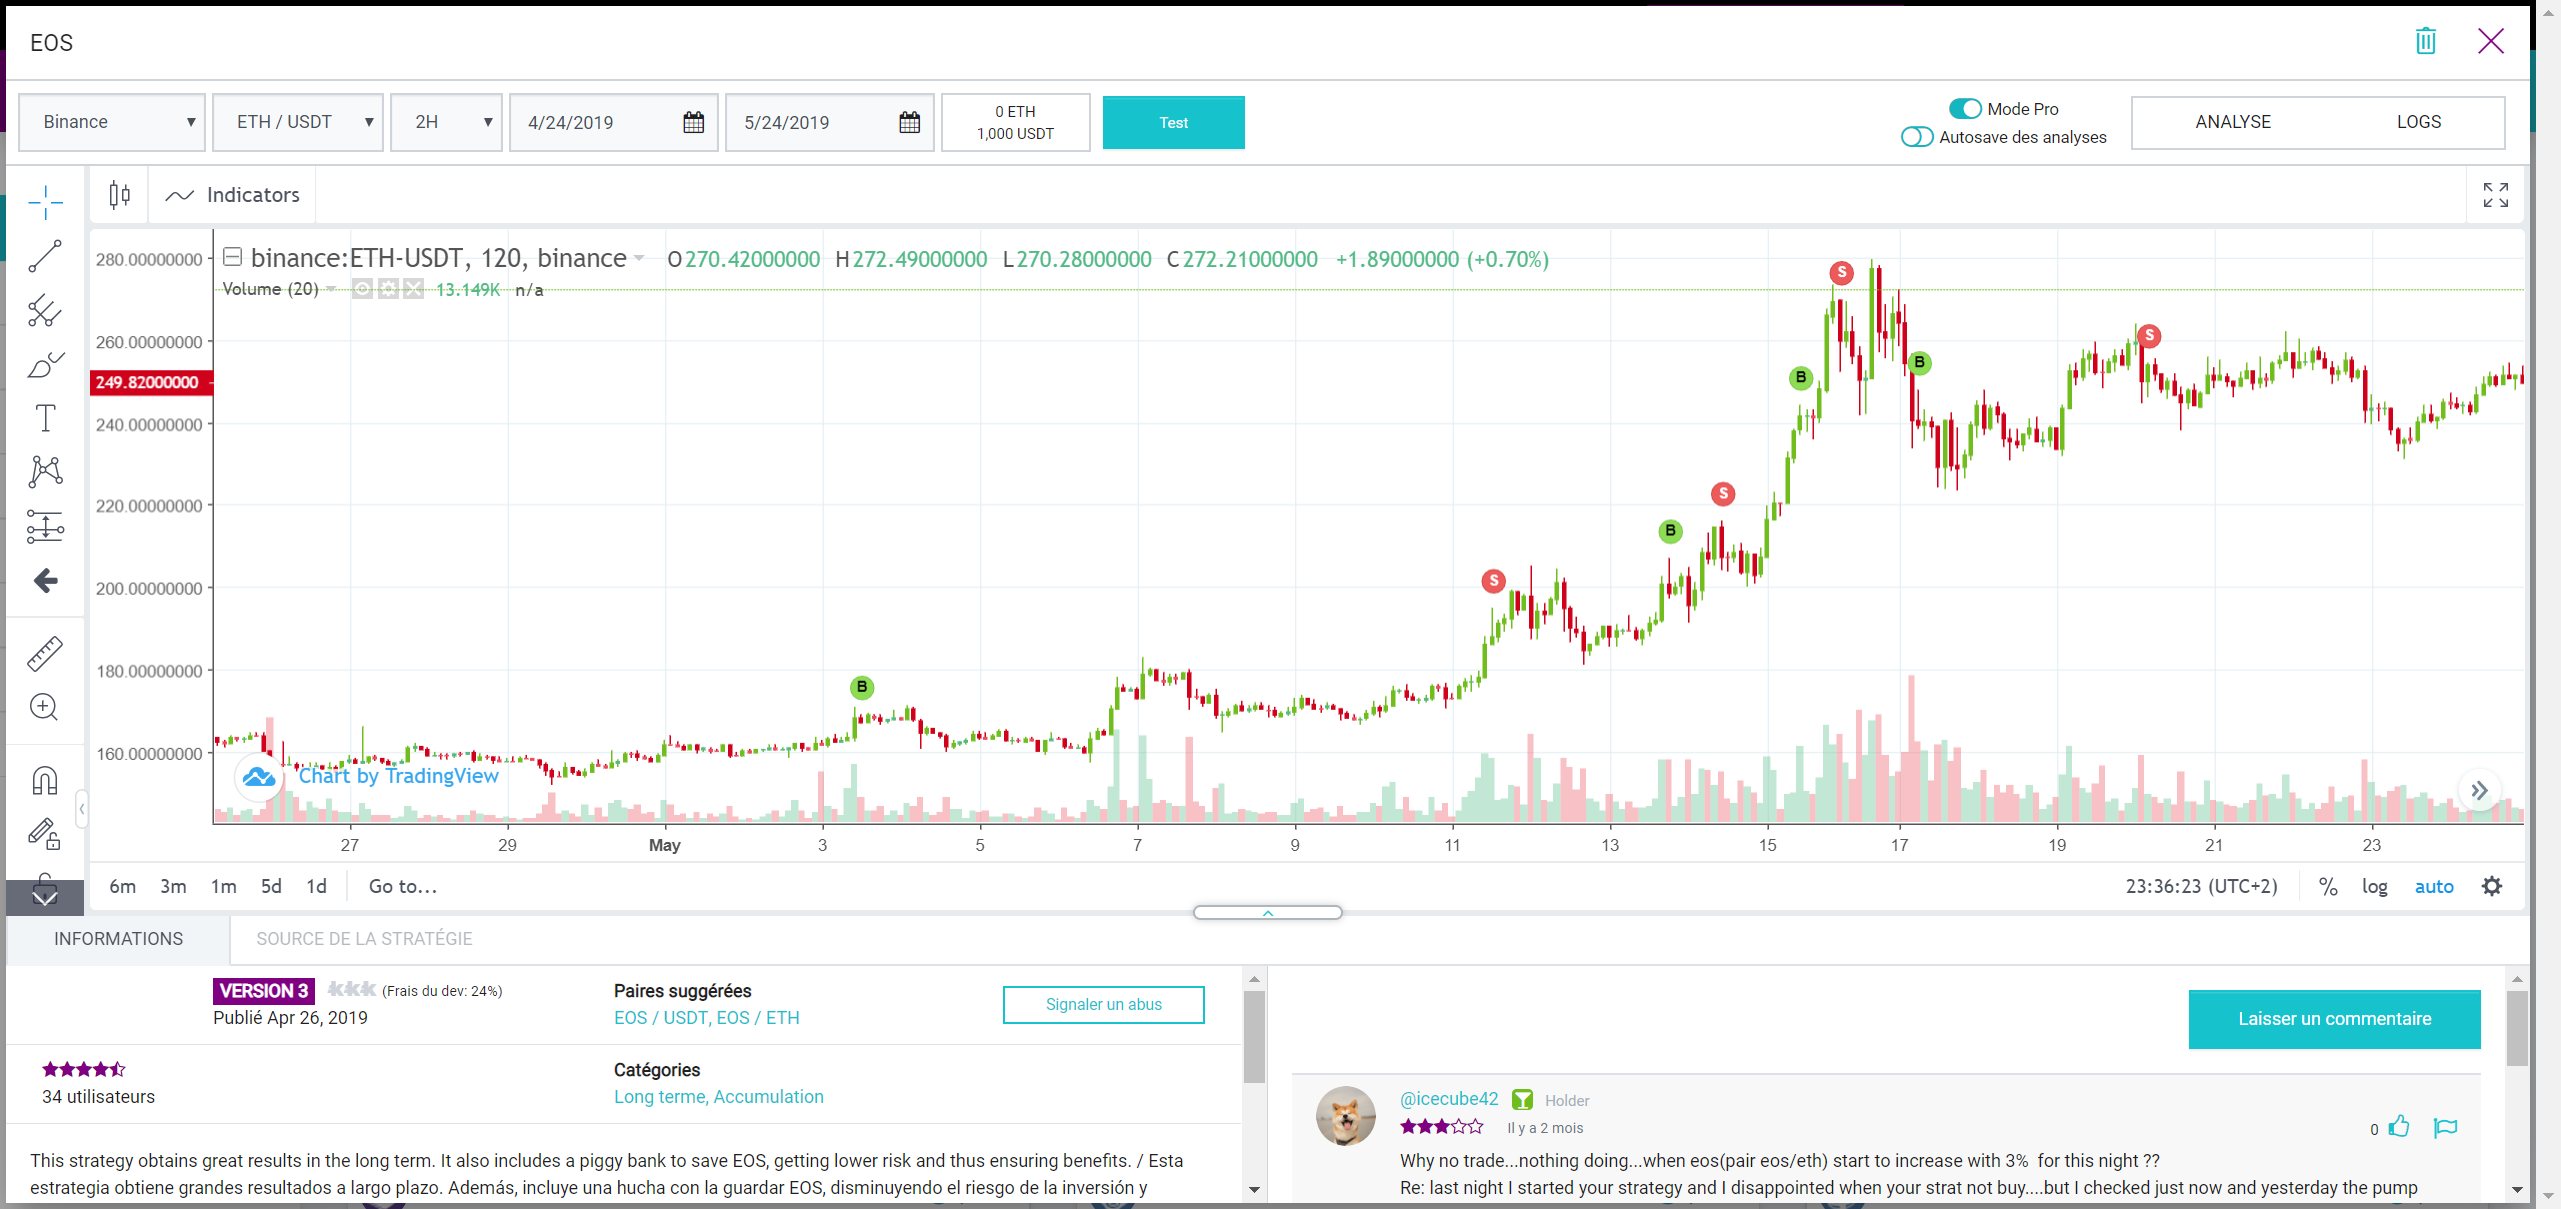 EOS
Binance ETH / USDT 2H 4/24/2019 5/24/2019 0 ETH Test
1,000 USDT
Mode Pro
Autosave des analyses
ANALYSE LOGS
Indicators
binance:ETH-USDT, 120, binance O270.42000000 H272.49000000 L270.28000000 C272.21000000 +1.89000000 (+0.70%)
Volume (20) 13.149K n/a
280.00000000
260.00000000
249.82000000
240.00000000
220.00000000
200.00000000
180.00000000
160.00000000
S
S
B
B
S
B
S
B
Chart by TradingView
27 29 May 3 5 7 9 11 13 15 17 19 21 23
6m 3m 1m 5d 1d Go to... 23:36:23 (UTC+2) % log auto
INFORMATIONS SOURCE DE LA STRATÉGIE
VERSION 3 (Frais du dev: 24%)
Publié Apr 26, 2019
Paires suggérées
EOS / USDT, EOS / ETH
Signaler un abus
34 utilisateurs
Catégories
Long terme, Accumulation
This strategy obtains great results in the long term. It also includes a piggy bank to save EOS, getting lower risk and thus ensuring benefits. / Esta
estrategia obtiene grandes resultados a largo plazo. Además, incluye una hucha con la guardar EOS, disminuyendo el riesgo de la inversión y
Laisser un commentaire
@icecube42 Holder
Il y a 2 mois
0
Why no trade...nothing doing...when eos(pair eos/eth) start to increase with 3% for this night ??
Re: last night I started your strategy and I disappointed when your strat not buy....but I checked just now and yesterday the pump